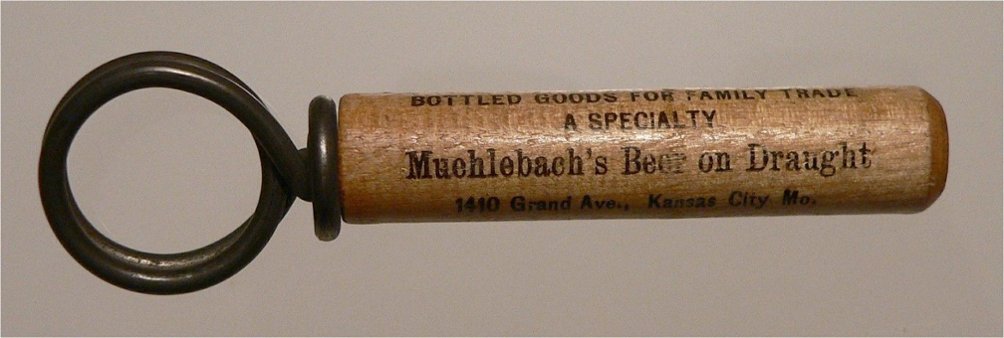 BOTTLED GOODS FOR FAMILY TRADE
A SPECIALTY
Muehlebach's Beer on Draught
1410 Grand Ave., Kansas City Mo.